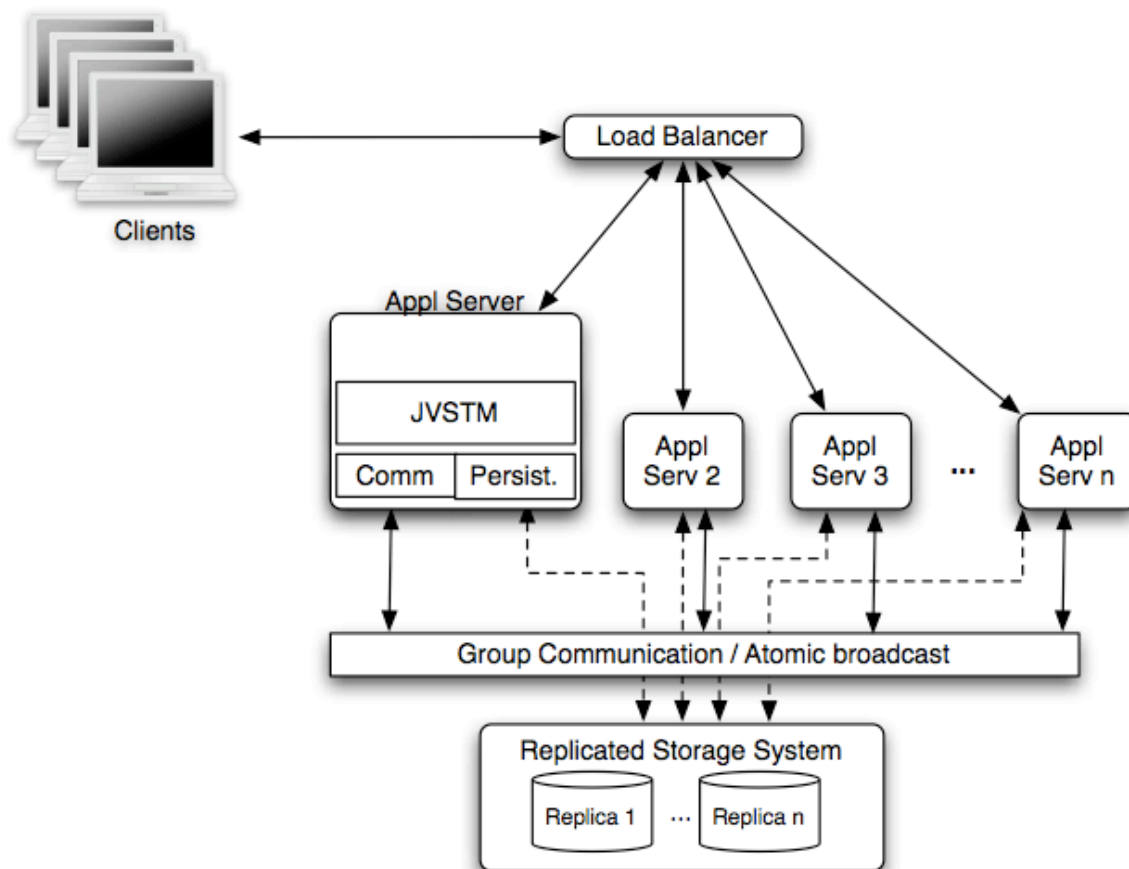 Load Balancer
Clients
Appl Server
JVSTM
Comm
Persist.
Appl
Serv 2
Appl
Serv 3
...
Appl
Serv n
Group Communication / Atomic broadcast
Replicated Storage System
Replica 1
...
Replica n